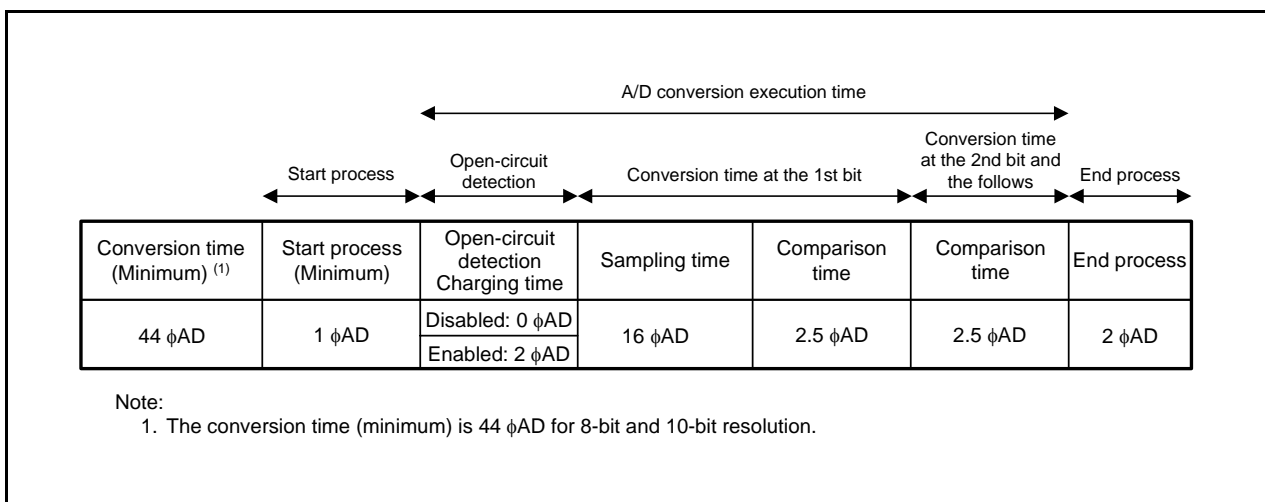 A/D conversion execution time
Start process
Open-circuit
detection
Conversion time at the 1st bit
Conversion time
at the 2nd bit and
the follows
End process
Conversion time
(Minimum) (1)
Start process
(Minimum)
Open-circuit
detection
Charging time
Sampling time
Comparison
time
Comparison
time
End process
44 ϕAD
1 ϕAD
Disabled: 0 ϕAD
Enabled: 2 ϕAD
16 ϕAD
2.5 ϕAD
2.5 ϕAD
2 ϕAD
Note:
1. The conversion time (minimum) is 44 ϕAD for 8-bit and 10-bit resolution.